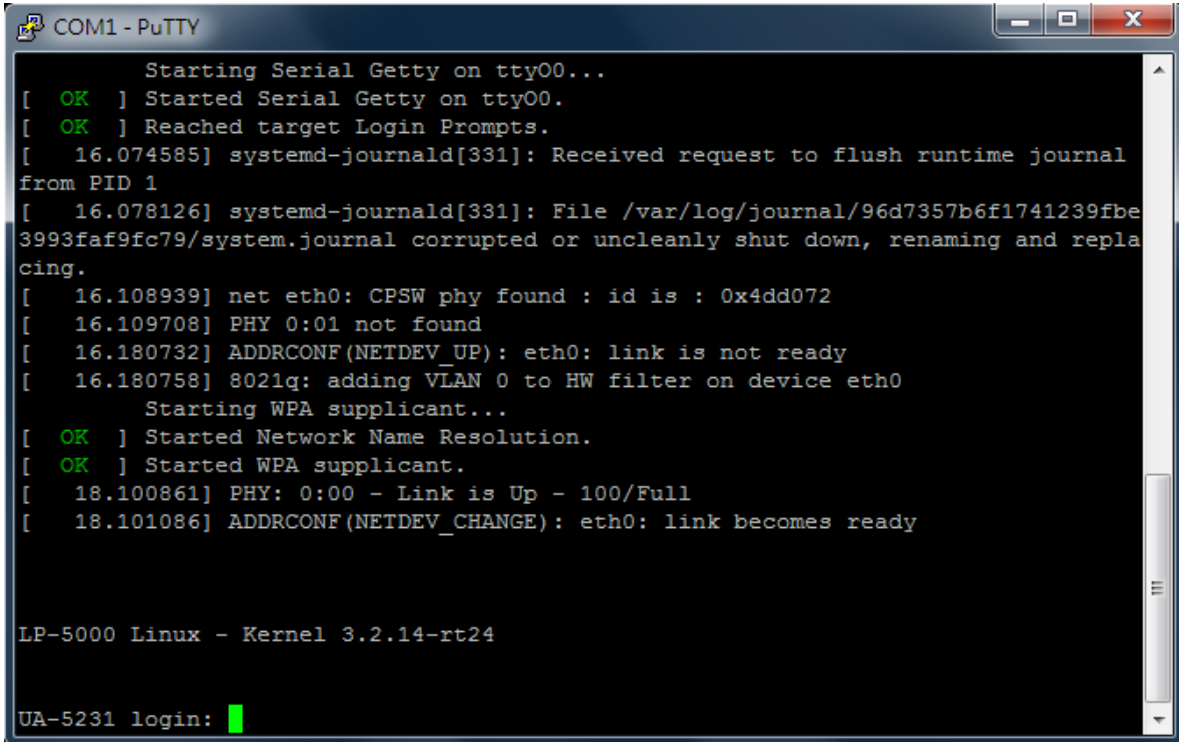 COM1 - PuTTY
Starting Serial Getty on ttyO0...
[  OK  ] Started Serial Getty on ttyO0.
[  OK  ] Reached target Login Prompts.
[   16.074585] systemd-journald[331]: Received request to flush runtime journal
from PID 1
[   16.078126] systemd-journald[331]: File /var/log/journal/96d7357b6f1741239fbe
3993faf9fc79/system.journal corrupted or uncleanly shut down, renaming and repla
cing.
[   16.108939] net eth0: CPSW phy found : id is : 0x4dd072
[   16.109708] PHY 0:01 not found
[   16.180732] ADDRCONF(NETDEV_UP): eth0: link is not ready
[   16.180758] 8021q: adding VLAN 0 to HW filter on device eth0
Starting WPA supplicant...
[  OK  ] Started Network Name Resolution.
[  OK  ] Started WPA supplicant.
[   18.100861] PHY: 0:00 - Link is Up - 100/Full
[   18.101086] ADDRCONF(NETDEV_CHANGE): eth0: link becomes ready
LP-5000 Linux - Kernel 3.2.14-rt24
UA-5231 login: